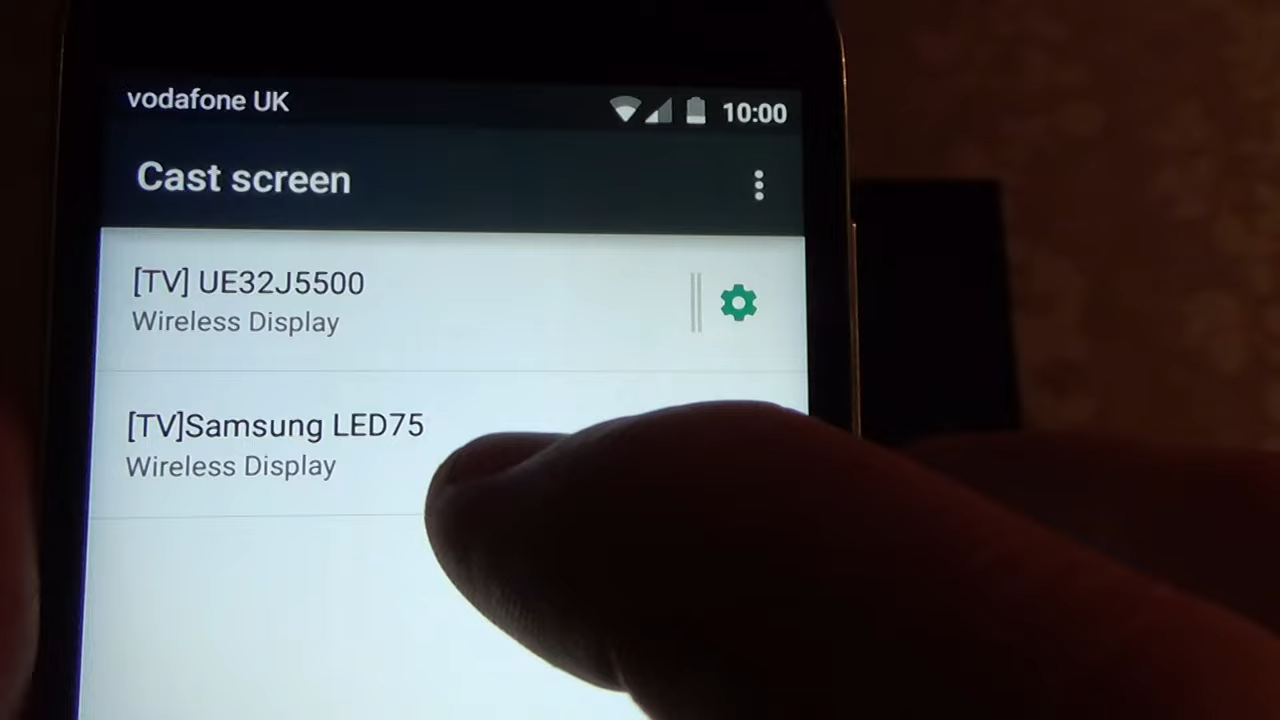 vodafone UK
10:00
Cast screen
[TV] UE32J5500
Wireless Display
[TV]Samsung LED75
Wireless Display